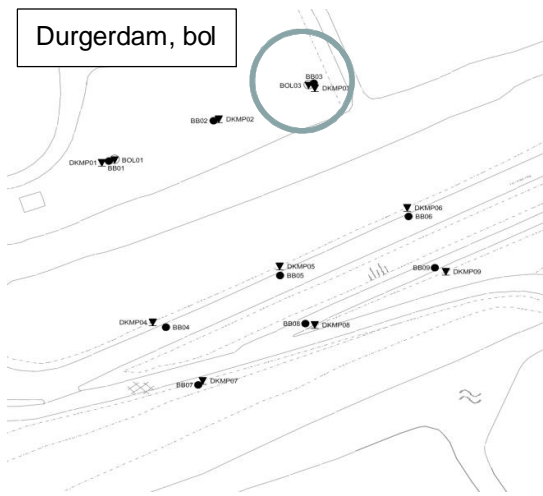 Durgerdam, bol
BB03
BOL03
DKMP03
BB02
DKMP02
DKMP01
BOL01
BB01
DKMP06
BB06
DKMP05
BB05
BB09
DKMP09
DKMP04
BB04
BB08
DKMP08
BB07
DKMP07